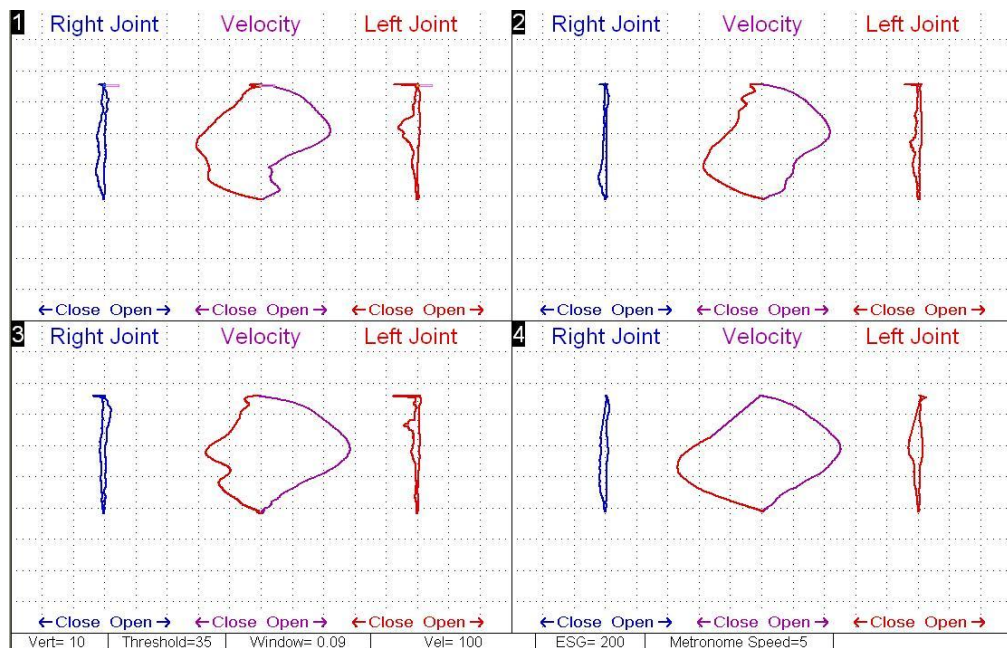 1 Right Joint Velocity Left Joint
2 Right Joint Velocity Left Joint
←Close Open→ ←Close Open→ ←Close Open→
←Close Open→ ←Close Open→ ←Close Open→
3 Right Joint Velocity Left Joint
4 Right Joint Velocity Left Joint
←Close Open→ ←Close Open→ ←Close Open→
←Close Open→ ←Close Open→ ←Close Open→
Vert= 10 Threshold=35 Window= 0.09 Vel= 100 ESG= 200 Metronome Speed=5